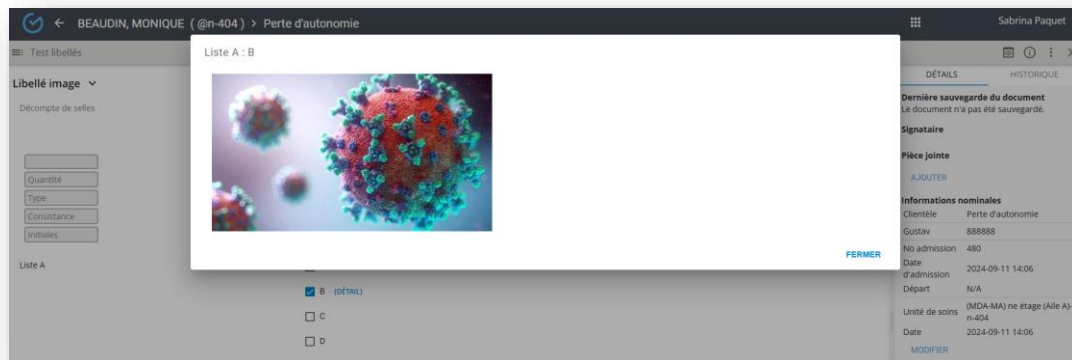 BEAUDIN, MONIQUE ( @n-404 ) > Perte d'autonomie
Sabrina Paquet
Test libellés
Liste A : B
FERMER
Libellé image
Décompte de selles
Quantité
Type
Consistance
Initiales
Liste A
B (DÉTAIL)
C
D
DÉTAILS HISTORIQUE
Dernière sauvegarde du document
Le document n'a pas été sauvegardé.
Signataire
Pièce jointe
AJOUTER
Informations nominales
Clientèle Perte d'autonomie
Gustav 888888
No admission 480
Date d'admission 2024-09-11 14:06
Départ N/A
Unité de soins (MDA-MA) ne étage (Aile A)-
n-404
Date 2024-09-11 14:06
MODIFIER